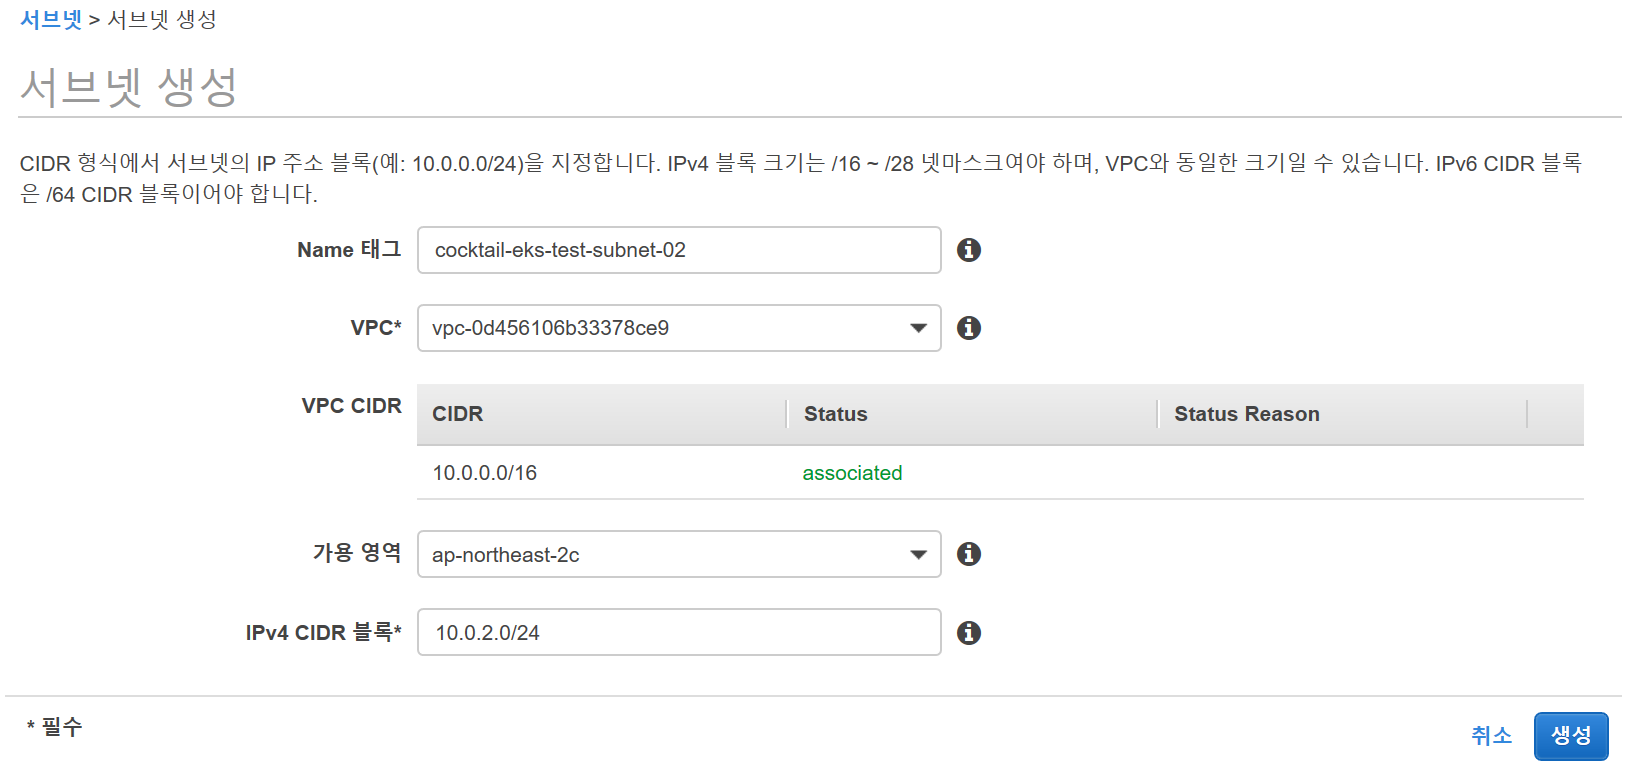 서브넷 > 서브넷 생성
서브넷 생성
CIDR 형식에서 서브넷의 IP 주소 블록(예: 10.0.0.0/24)을 지정합니다. IPv4 블록 크기는 /16 ~ /28 넷마스크여야 하며, VPC와 동일한 크기일 수 있습니다. IPv6 CIDR 블록
은 /64 CIDR 블록이어야 합니다.
Name 태그 cocktail-eks-test-subnet-02
VPC* vpc-0d456106b33378ce9
VPC CIDR CIDR Status Status Reason
10.0.0.0/16 associated
가용 영역 ap-northeast-2c
IPv4 CIDR 블록* 10.0.2.0/24
* 필수
취소 생성